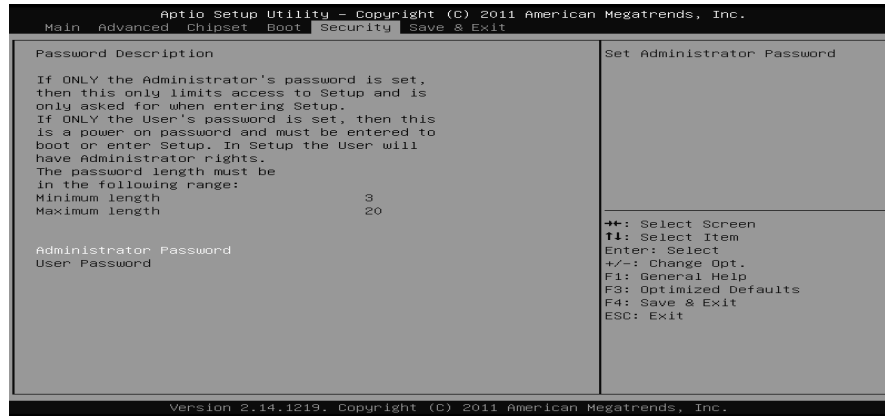 Aptio Setup Utility – Copyright (C) 2011 American Megatrends, Inc.
Main Advanced Chipset Boot Security Save & Exit
Password Description
If ONLY the Administrator's password is set,
then this only limits access to Setup and is
only asked for when entering Setup.
If ONLY the User's password is set, then this
is a power on password and must be entered to
boot or enter Setup. In Setup the User will
have Administrator rights.
The password length must be
in the following range:
Minimum length 3
Maximum length 20
Administrator Password
User Password
Set Administrator Password
→←: Select Screen
↑↓: Select Item
Enter: Select
+/-: Change Opt.
F1: General Help
F3: Optimized Defaults
F4: Save & Exit
ESC: Exit
Version 2.14.1219. Copyright (C) 2011 American Megatrends, Inc.